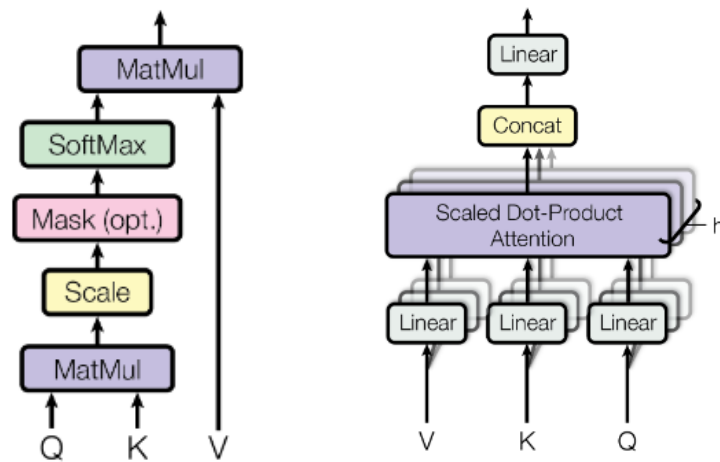 MatMul
SoftMax
Mask (opt.)
Scale
MatMul
Q K V
Linear
Concat
Scaled Dot-Product
Attention
h
Linear Linear Linear
V K Q